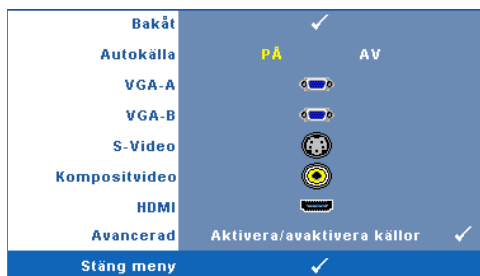 Bakåt
Autokälla PÅ AV
VGA-A
VGA-B
S-Video
Kompositvideo
HDMI
Avancerad Aktivera/avaktivera källor
Stäng meny